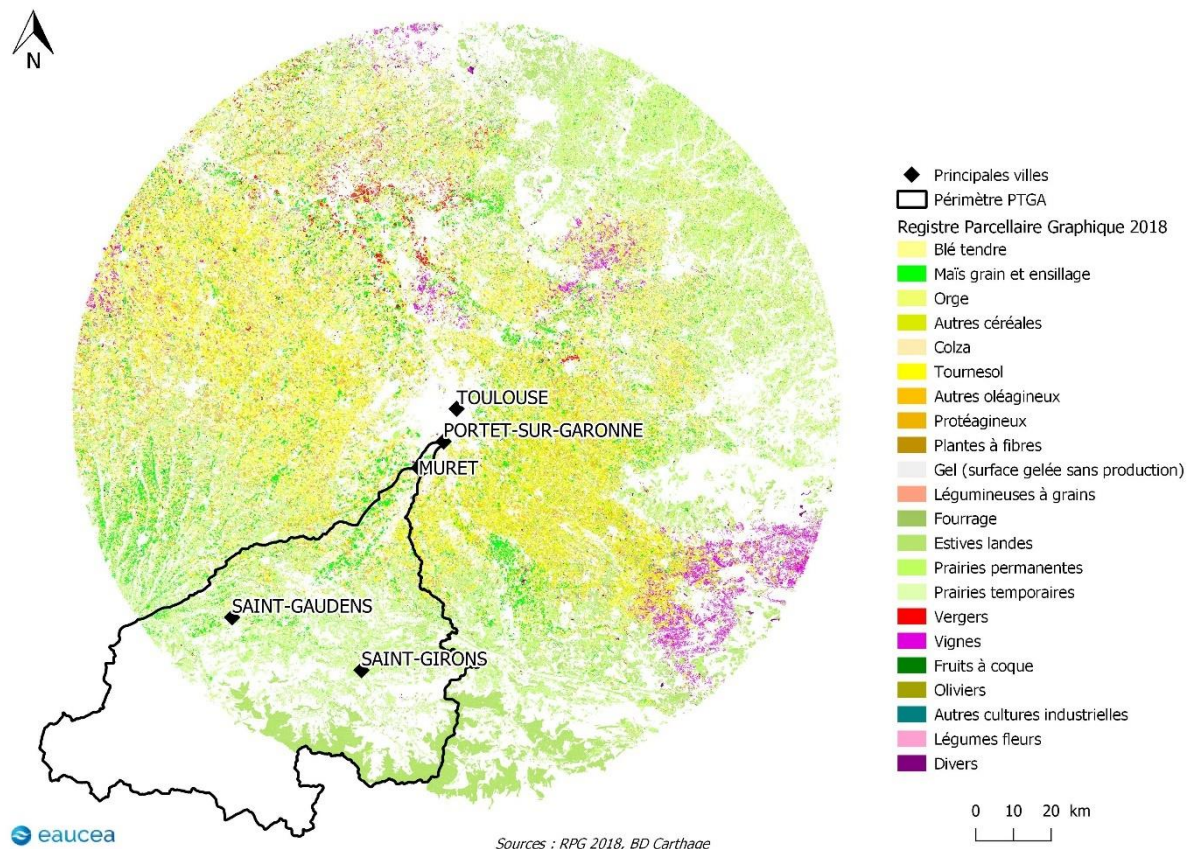 N
TOULOUSE
PORTET-SUR-GARONNE
MURET
SAINT-GAUDENS
SAINT-GIRONS
Principales villes
Périmètre PTGA
Registre Parcellaire Graphique 2018
Blé tendre
Maïs grain et ensillage
Orge
Autres céréales
Colza
Tournesol
Autres oléagineux
Protéagineux
Plantes à fibres
Gel (surface gelée sans production)
Légumineuses à grains
Fourrage
Estives landes
Prairies permanentes
Prairies temporaires
Vergers
Vignes
Fruits à coque
Oliviers
Autres cultures industrielles
Légumes fleurs
Divers
0 10 20 km
eaucea
Sources : RPG 2018, BD Carthage